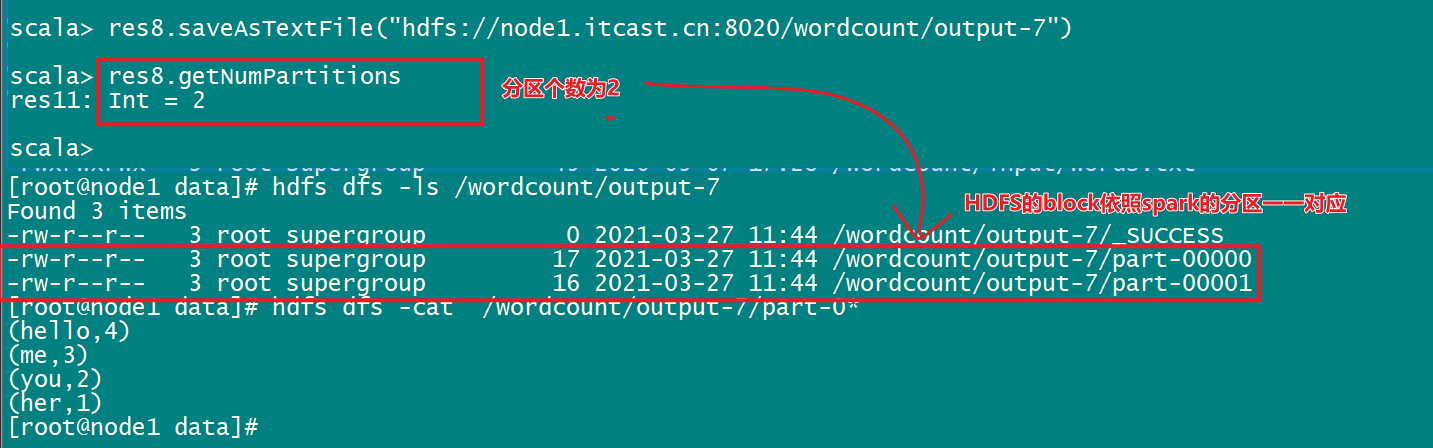 scala> res8.saveAsTextFile("hdfs://node1.itcast.cn:8020/wordcount/output-7")
scala> res8.getNumPartitions
res11: Int = 2
分区个数为2
scala>
[root@node1 data]# hdfs dfs -ls /wordcount/output-7
Found 3 items
HDFS的block依照spark的分区一一对应
-rw-r--r--   3 root supergroup          0 2021-03-27 11:44 /wordcount/output-7/_SUCCESS
-rw-r--r--   3 root supergroup         17 2021-03-27 11:44 /wordcount/output-7/part-00000
-rw-r--r--   3 root supergroup         16 2021-03-27 11:44 /wordcount/output-7/part-00001
[root@node1 data]# hdfs dfs -cat  /wordcount/output-7/part-0*
(hello,4)
(me,3)
(you,2)
(her,1)
[root@node1 data]#